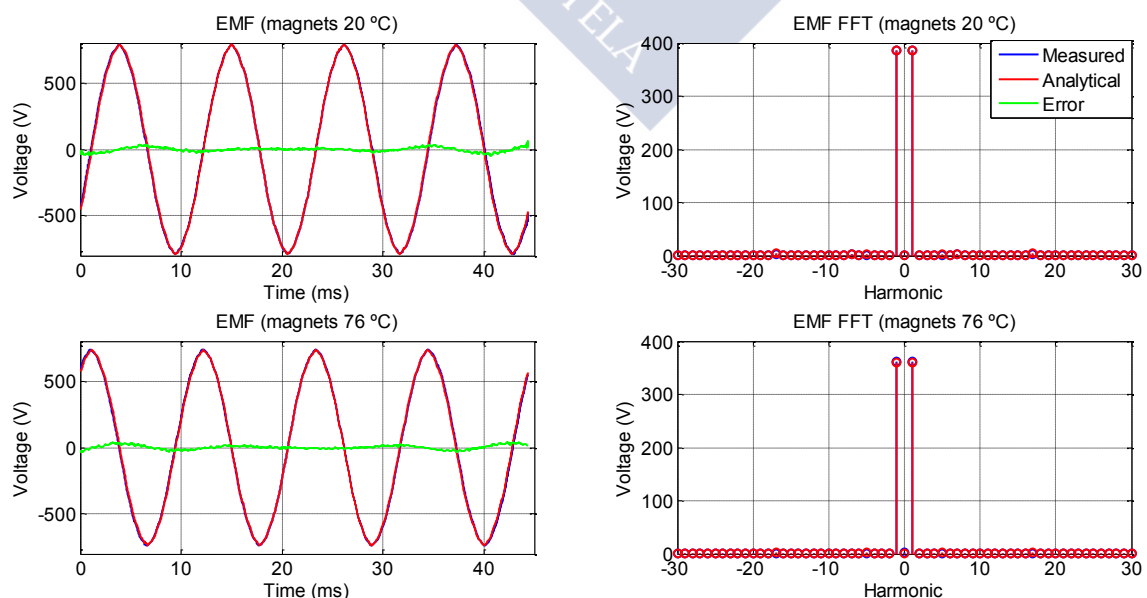 EMF (magnets 20 ºC)
500
0
-500
Voltage (V)
0
10
20
30
40
Time (ms)
TELA
EMF FFT (magnets 20 ºC)
400
300
200
100
0
Voltage (V)
-30
-20
-10
0
10
20
30
Harmonic
Measured
Analytical
Error
EMF (magnets 76 ºC)
500
0
-500
Voltage (V)
0
10
20
30
40
Time (ms)
EMF FFT (magnets 76 ºC)
400
300
200
100
0
Voltage (V)
-30
-20
-10
0
10
20
30
Harmonic